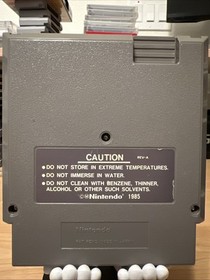 CAUTION
REV-A
•DO NOT STORE IN EXTREME TEMPERATURES.
•DO NOT IMMERSE IN WATER.
•DO NOT CLEAN WITH BENZENE, THINNER,
ALCOHOL OR OTHER SUCH SOLVENTS.
©Nintendo 1985
Nintendo